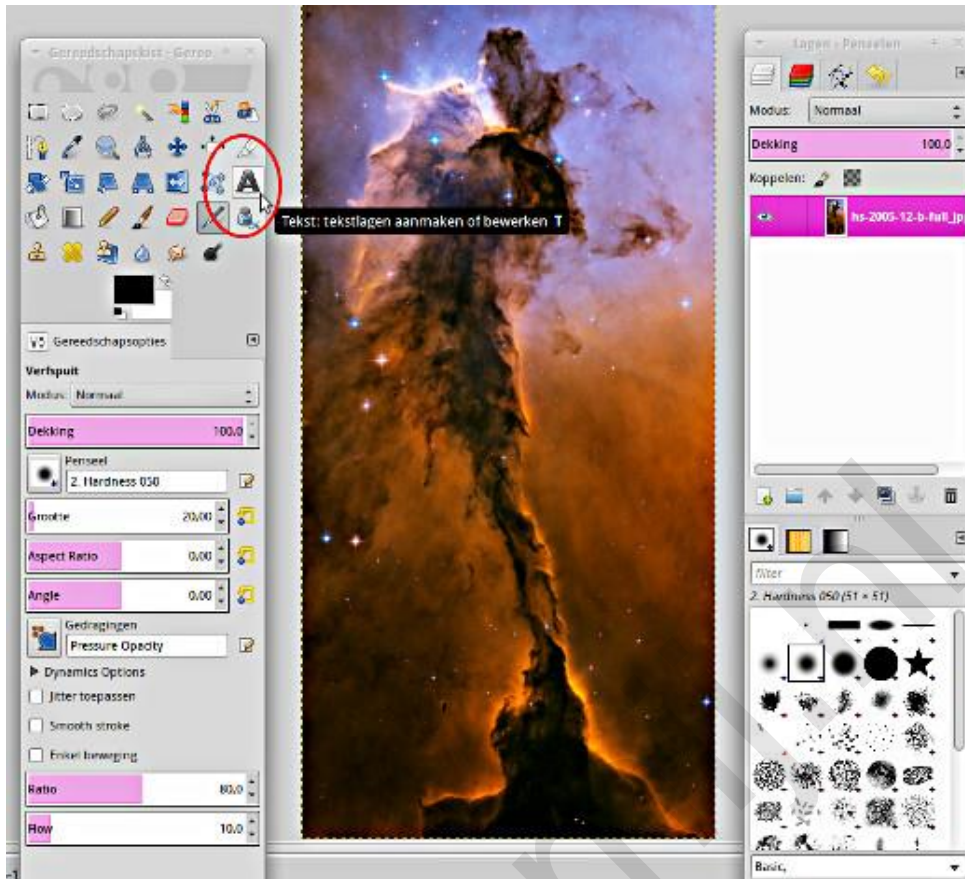 Gereedschapskist - Geree
Tekst: tekstlagen aanmaken of bewerken T
Gereedschapsopties
Verfspuit
Modus: Normaal
Dekking 100,0
Penseel
2. Hardness 050
Grootte 20,00
Aspect Ratio 0,00
Angle 0,00
Gedragingen
Pressure Opacity
Dynamics Options
Jitter toepassen
Smooth stroke
Enkel beweging
Ratio 80,0
Flow 10,0
Lagen - Penselen
Modus: Normaal
Dekking 100,0
Koppelen:
hs-2005-12-b-full_jp
filter
2. Hardness 050 (51 × 51)
Basic,